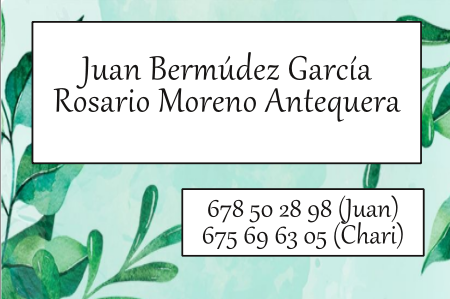 Juan Bermúdez García
Rosario Moreno Antequera
678 50 28 98 (Juan)
675 69 63 05 (Chari)